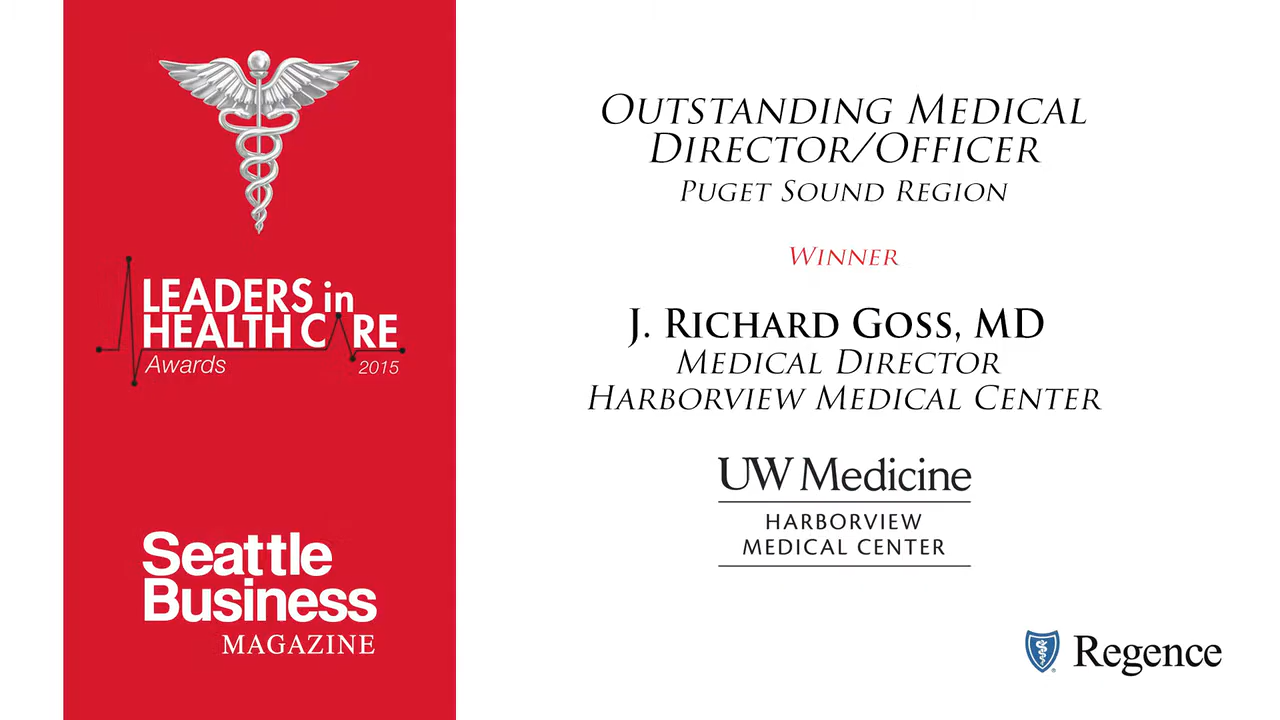 LEADERS in
HEALTH CARE
Awards 2015
Seattle
Business
MAGAZINE
OUTSTANDING MEDICAL
DIRECTOR/OFFICER
PUGET SOUND REGION
WINNER
J. RICHARD GOSS, MD
MEDICAL DIRECTOR
HARBORVIEW MEDICAL CENTER
UW Medicine
HARBORVIEW
MEDICAL CENTER
Regence